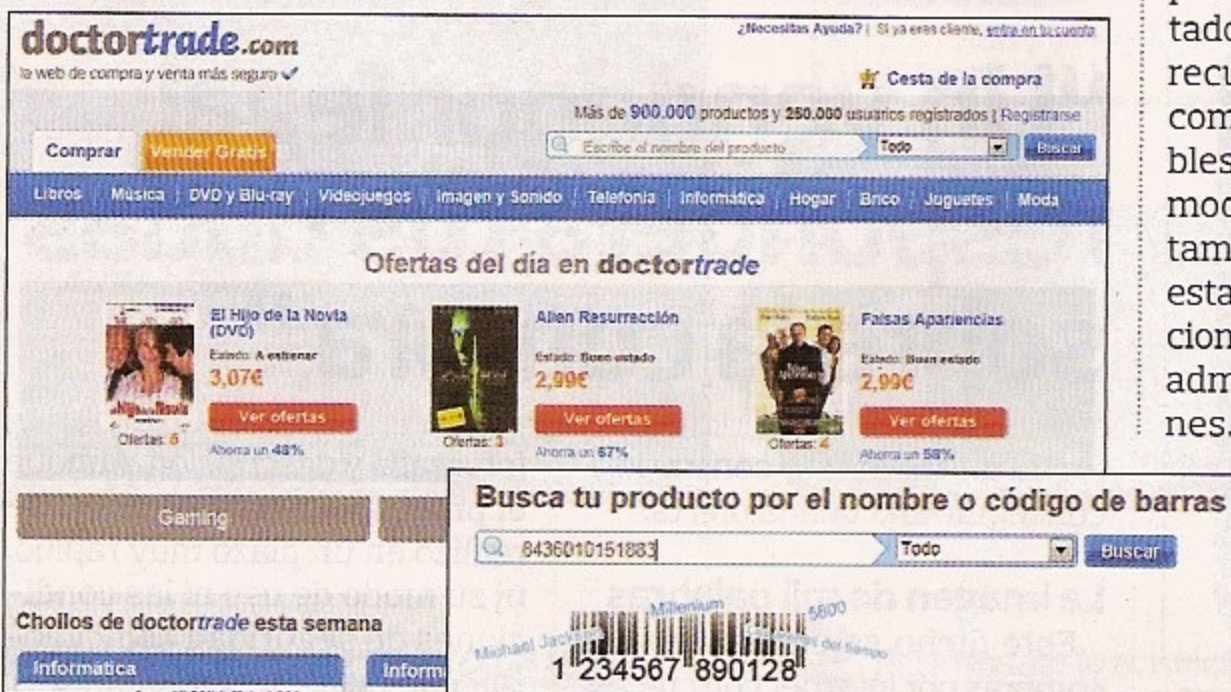 doctortrade.com
la web de compra y venta más segura
¿Necesitas Ayuda? | Si ya eres cliente, entra en tu cuenta
Cesta de la compra
Más de 900.000 productos y 250.000 usuarios registrados | Registrarse
Comprar Vender Gratis Escribe el nombre del producto Todo Buscar
Libros Música DVD y Blu-ray Videojuegos Imagen y Sonido Telefonía Informática Hogar Brico Juguetes Moda
Ofertas del día en doctortrade
El Hijo de la Novia
(DVD)
Estado: A estrenar
3,07€
Ver ofertas
Ofertas: 6
Ahorra un 48%
Alien Resurrección
Estado: Buen estado
2,99€
Ver ofertas
Ofertas: 3
Ahorra un 67%
Falsas Apariencias
Estado: Buen estado
2,99€
Ver ofertas
Ofertas: 4
Ahorra un 58%
Gaming
Chollos de doctortrade esta semana
Informática Inform
Busca tu producto por el nombre o código de barras
8436010151883 Todo Buscar
Millenium
5800
Michael Jackson
del tiempo
1 234567 890128
tado
recu
com
bles
moc
tam
esta
cion
adm
nes.